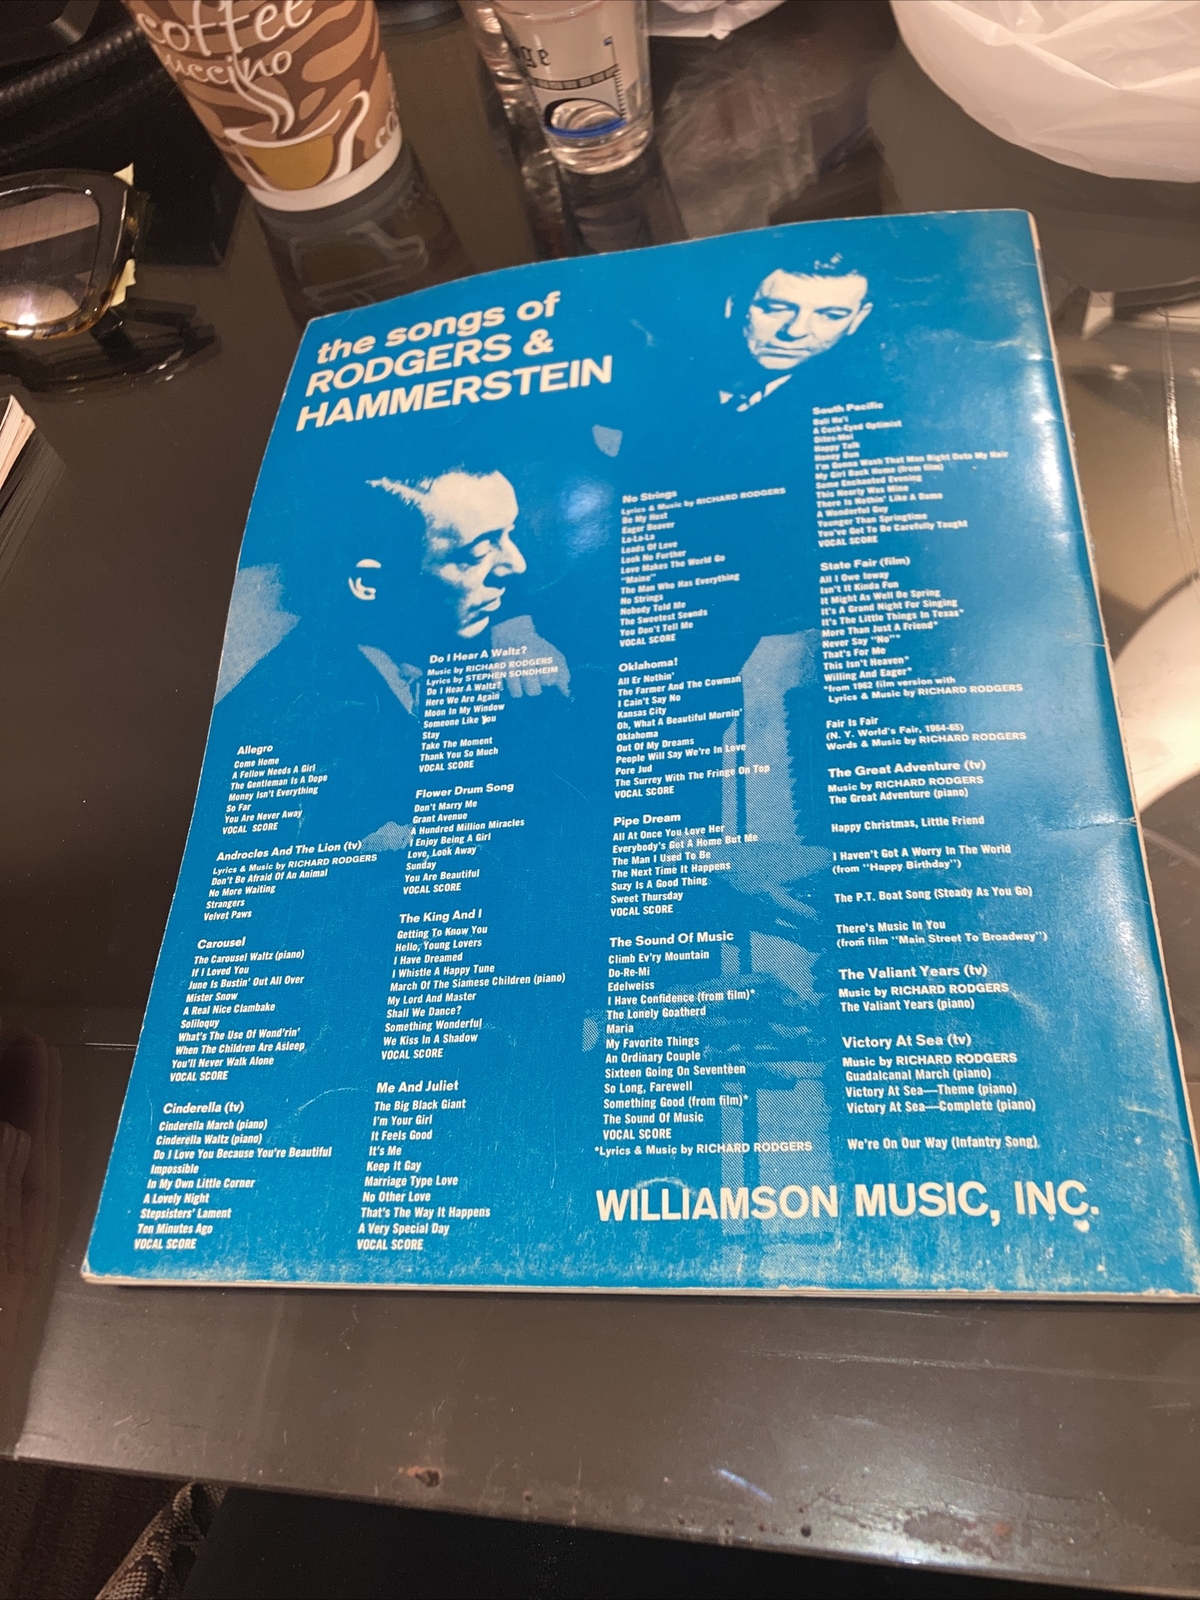 coffee
uccino
the songs of
RODGERS &
HAMMERSTEIN
Allegro
Come Home
A Fellow Needs A Girl
The Gentleman Is A Dope
Money Isn't Everything
So Far
You Are Never Away
VOCAL SCORE
Androcles And The Lion (tv)
Lyrics & Music by RICHARD RODGERS
Don't Be Afraid Of An Animal
No More Waiting
Strangers
Velvet Paws
Carousel
The Carousel Waltz (piano)
If I Loved You
June Is Bustin' Out All Over
Mister Snow
A Real Nice Clambake
Soliloquy
What's The Use Of Wond'rin'
When The Children Are Asleep
You'll Never Walk Alone
VOCAL SCORE
Cinderella (tv)
Cinderella March (piano)
Cinderella Waltz (piano)
Do I Love You Because You're Beautiful
Impossible
In My Own Little Corner
A Lovely Night
Stepsisters' Lament
Ten Minutes Ago
VOCAL SCORE
Do I Hear A Waltz?
Music by RICHARD RODGERS
Lyrics by STEPHEN SONDHEIM
Do I Hear A Waltz?
Here We Are Again
Moon In My Window
Someone Like You
Stay
Take The Moment
Thank You So Much
VOCAL SCORE
Flower Drum Song
Don't Marry Me
Grant Avenue
A Hundred Million Miracles
I Enjoy Being A Girl
Love, Look Away
Sunday
You Are Beautiful
VOCAL SCORE
The King And I
Getting To Know You
Hello, Young Lovers
I Have Dreamed
I Whistle A Happy Tune
March Of The Siamese Children (piano)
My Lord And Master
Shall We Dance?
Something Wonderful
We Kiss In A Shadow
VOCAL SCORE
Me And Juliet
The Big Black Giant
I'm Your Girl
It Feels Good
It's Me
Keep It Gay
Marriage Type Love
No Other Love
That's The Way It Happens
A Very Special Day
VOCAL SCORE
No Strings
Lyrics & Music by RICHARD RODGERS
Be My Host
Eager Beaver
La-La-La
Loads Of Love
Look No Further
Love Makes The World Go
"Maine"
The Man Who Has Everything
No Strings
Nobody Told Me
The Sweetest Sounds
You Don't Tell Me
VOCAL SCORE
Oklahoma!
All Er Nothin'
The Farmer And The Cowman
I Cain't Say No
Kansas City
Oh, What A Beautiful Mornin'
Oklahoma
Out Of My Dreams
People Will Say We're In Love
Pore Jud
The Surrey With The Fringe On Top
VOCAL SCORE
Pipe Dream
All At Once You Love Her
Everybody's Got A Home But Me
The Man I Used To Be
The Next Time It Happens
Suzy Is A Good Thing
Sweet Thursday
VOCAL SCORE
The Sound Of Music
Climb Ev'ry Mountain
Do-Re-Mi
Edelweiss
I Have Confidence (from film)*
The Lonely Goatherd
Maria
My Favorite Things
An Ordinary Couple
Sixteen Going On Seventeen
So Long, Farewell
Something Good (from film)*
The Sound Of Music
VOCAL SCORE
*Lyrics & Music by RICHARD RODGERS
South Pacific
Bali Ha'i
A Cock-Eyed Optimist
Dites-Moi
Happy Talk
Honey Bun
I'm Gonna Wash That Man Right Outa My Hair
My Girl Back Home (from film)
Some Enchanted Evening
This Nearly Was Mine
There Is Nothin' Like A Dame
A Wonderful Guy
Younger Than Springtime
You've Got To Be Carefully Taught
VOCAL SCORE
State Fair (film)
All I Owe Ioway
Isn't It Kinda Fun
It Might As Well Be Spring
It's A Grand Night For Singing
It's The Little Things In Texas*
More Than Just A Friend*
Never Say "No"*
That's For Me
This Isn't Heaven*
Willing And Eager*
*from 1962 film version with
Lyrics & Music by RICHARD RODGERS
Fair Is Fair
(N. Y. World's Fair, 1964-65)
Words & Music by RICHARD RODGERS
The Great Adventure (tv)
Music by RICHARD RODGERS
The Great Adventure (piano)
Happy Christmas, Little Friend
I Haven't Got A Worry In The World
(from "Happy Birthday")
The P.T. Boat Song (Steady As You Go)
There's Music In You
(from film "Main Street To Broadway")
The Valiant Years (tv)
Music by RICHARD RODGERS
The Valiant Years (piano)
Victory At Sea (tv)
Music by RICHARD RODGERS
Guadalcanal March (piano)
Victory At Sea—Theme (piano)
Victory At Sea—Complete (piano)
We're On Our Way (Infantry Song)
WILLIAMSON MUSIC, INC.